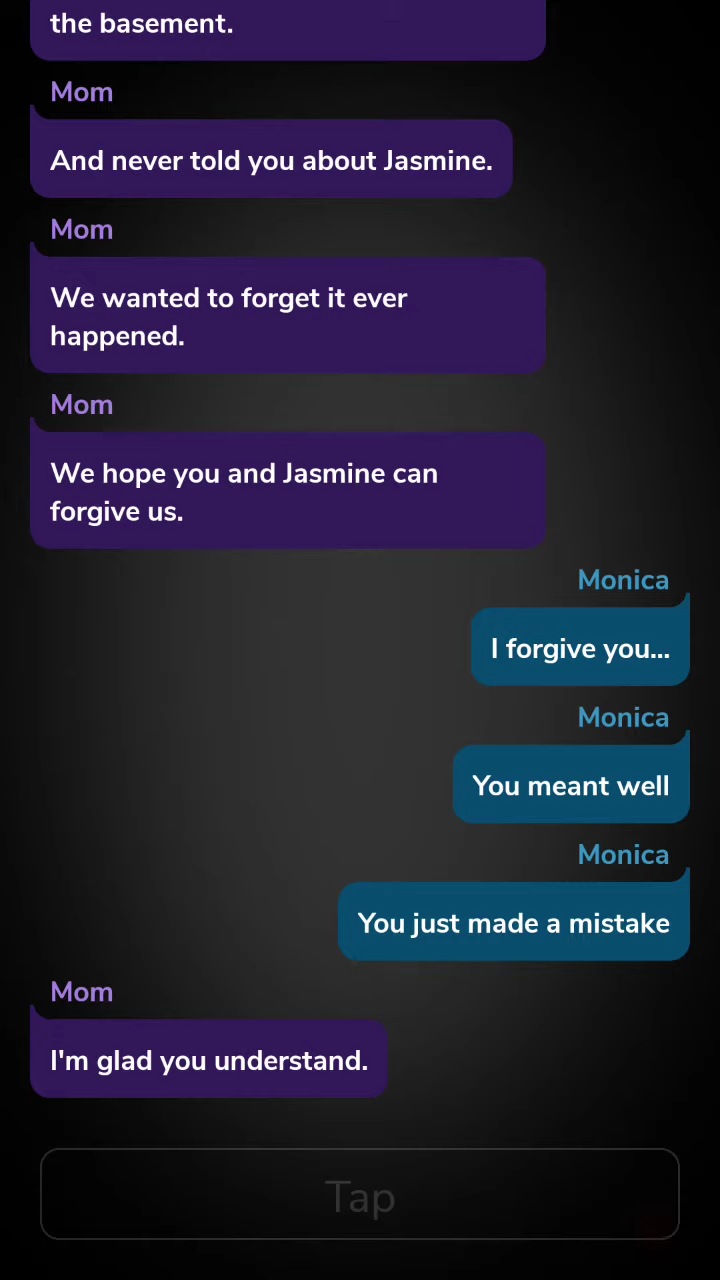 the basement.
Mom
And never told you about Jasmine.
Mom
We wanted to forget it ever
happened.
Mom
We hope you and Jasmine can
forgive us.
Monica
I forgive you...
Monica
You meant well
Monica
You just made a mistake
Mom
I'm glad you understand.
Tap